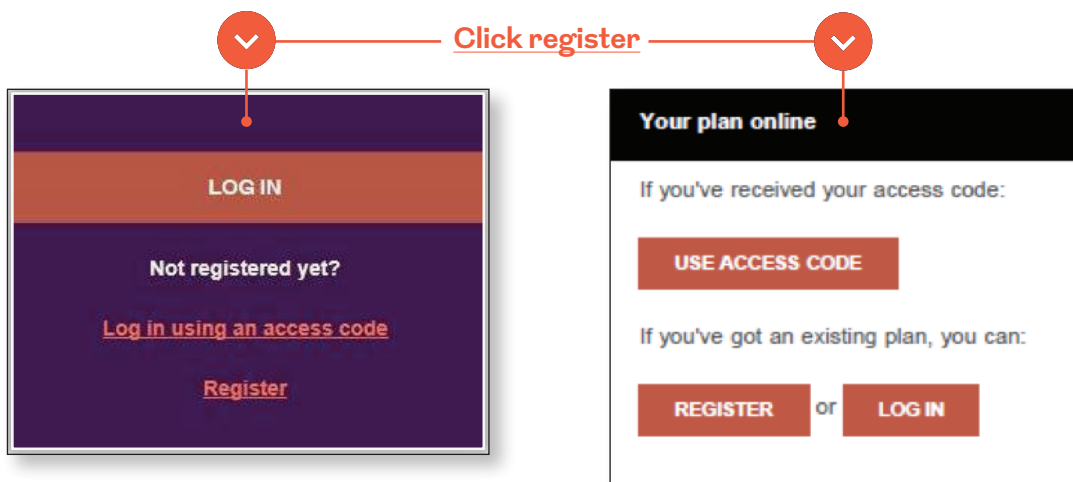 Click register
LOG IN
Not registered yet?
Log in using an access code
Register
Your plan online
If you've received your access code:
USE ACCESS CODE
If you've got an existing plan, you can:
REGISTER or LOG IN